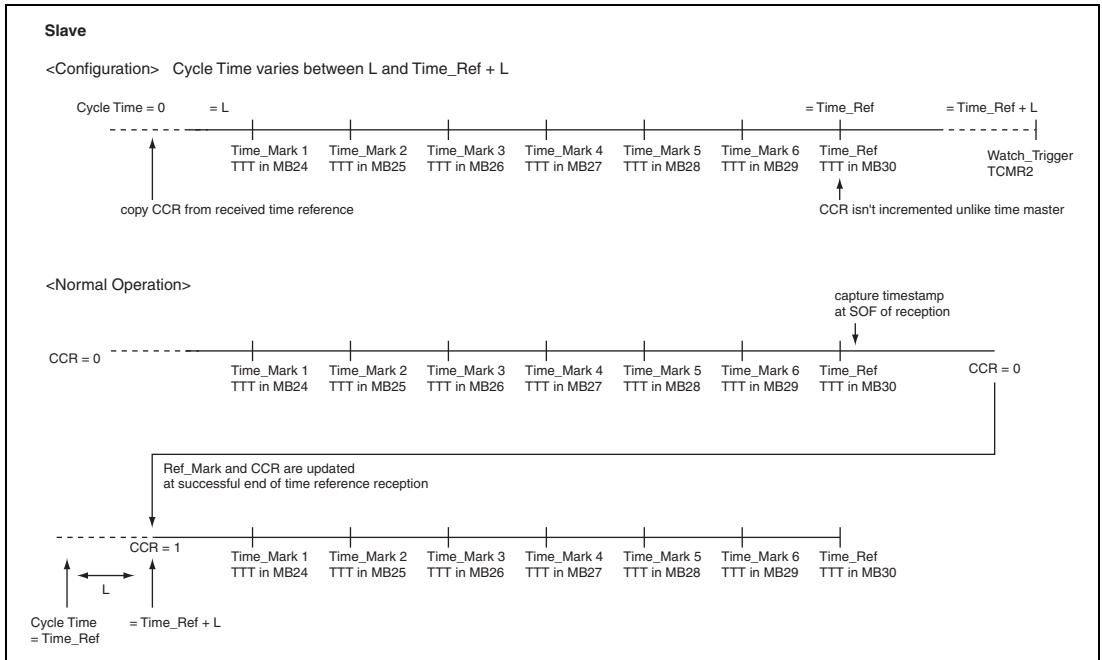 Slave
<Configuration> Cycle Time varies between L and Time_Ref + L
Cycle Time = 0
= L
= Time_Ref
= Time_Ref + L
Time_Mark 1
TTT in MB24
Time_Mark 2
TTT in MB25
Time_Mark 3
TTT in MB26
Time_Mark 4
TTT in MB27
Time_Mark 5
TTT in MB28
Time_Mark 6
TTT in MB29
Time_Ref
TTT in MB30
Watch_Trigger
TCMR2
copy CCR from received time reference
CCR isn't incremented unlike time master
<Normal Operation>
capture timestamp
at SOF of reception
CCR = 0
Time_Mark 1
TTT in MB24
Time_Mark 2
TTT in MB25
Time_Mark 3
TTT in MB26
Time_Mark 4
TTT in MB27
Time_Mark 5
TTT in MB28
Time_Mark 6
TTT in MB29
Time_Ref
TTT in MB30
CCR = 0
Ref_Mark and CCR are updated
at successful end of time reference reception
CCR = 1
Time_Mark 1
TTT in MB24
Time_Mark 2
TTT in MB25
Time_Mark 3
TTT in MB26
Time_Mark 4
TTT in MB27
Time_Mark 5
TTT in MB28
Time_Mark 6
TTT in MB29
Time_Ref
TTT in MB30
L
Cycle Time
= Time_Ref
= Time_Ref + L